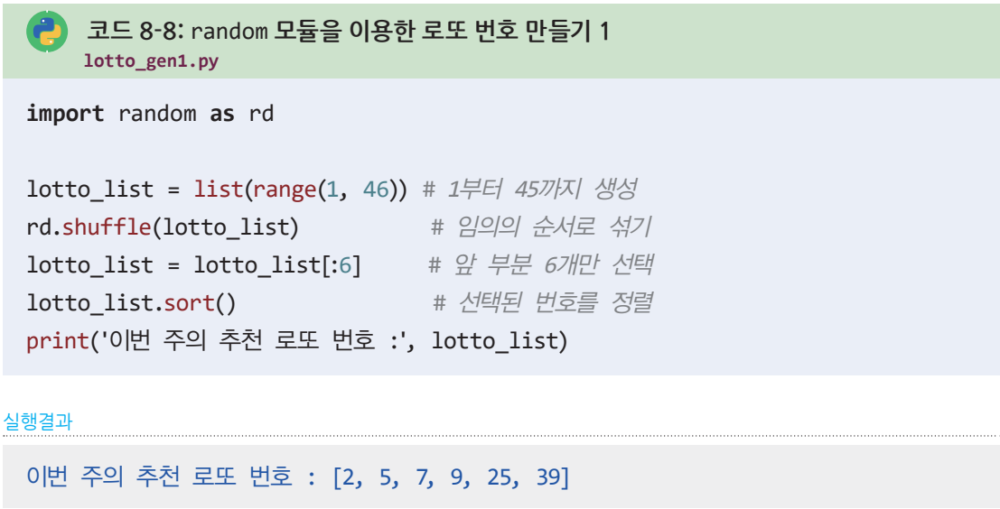 코드 8-8: random 모듈을 이용한 로또 번호 만들기 1
lotto_gen1.py
import random as rd
lotto_list = list(range(1, 46)) # 1부터 45까지 생성
rd.shuffle(lotto_list) # 임의의 순서로 섞기
lotto_list = lotto_list[:6] # 앞 부분 6개만 선택
lotto_list.sort() # 선택된 번호를 정렬
print('이번 주의 추천 로또 번호 :', lotto_list)
실행결과
이번 주의 추천 로또 번호 : [2, 5, 7, 9, 25, 39]